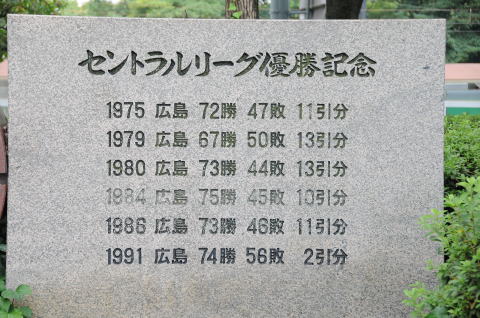 セントラルリーグ優勝記念
1975 広島 72勝 47敗 11引分
1979 広島 67勝 50敗 13引分
1980 広島 73勝 44敗 13引分
1984 広島 75勝 45敗 10引分
1986 広島 73勝 46敗 11引分
1991 広島 74勝 56敗 2引分